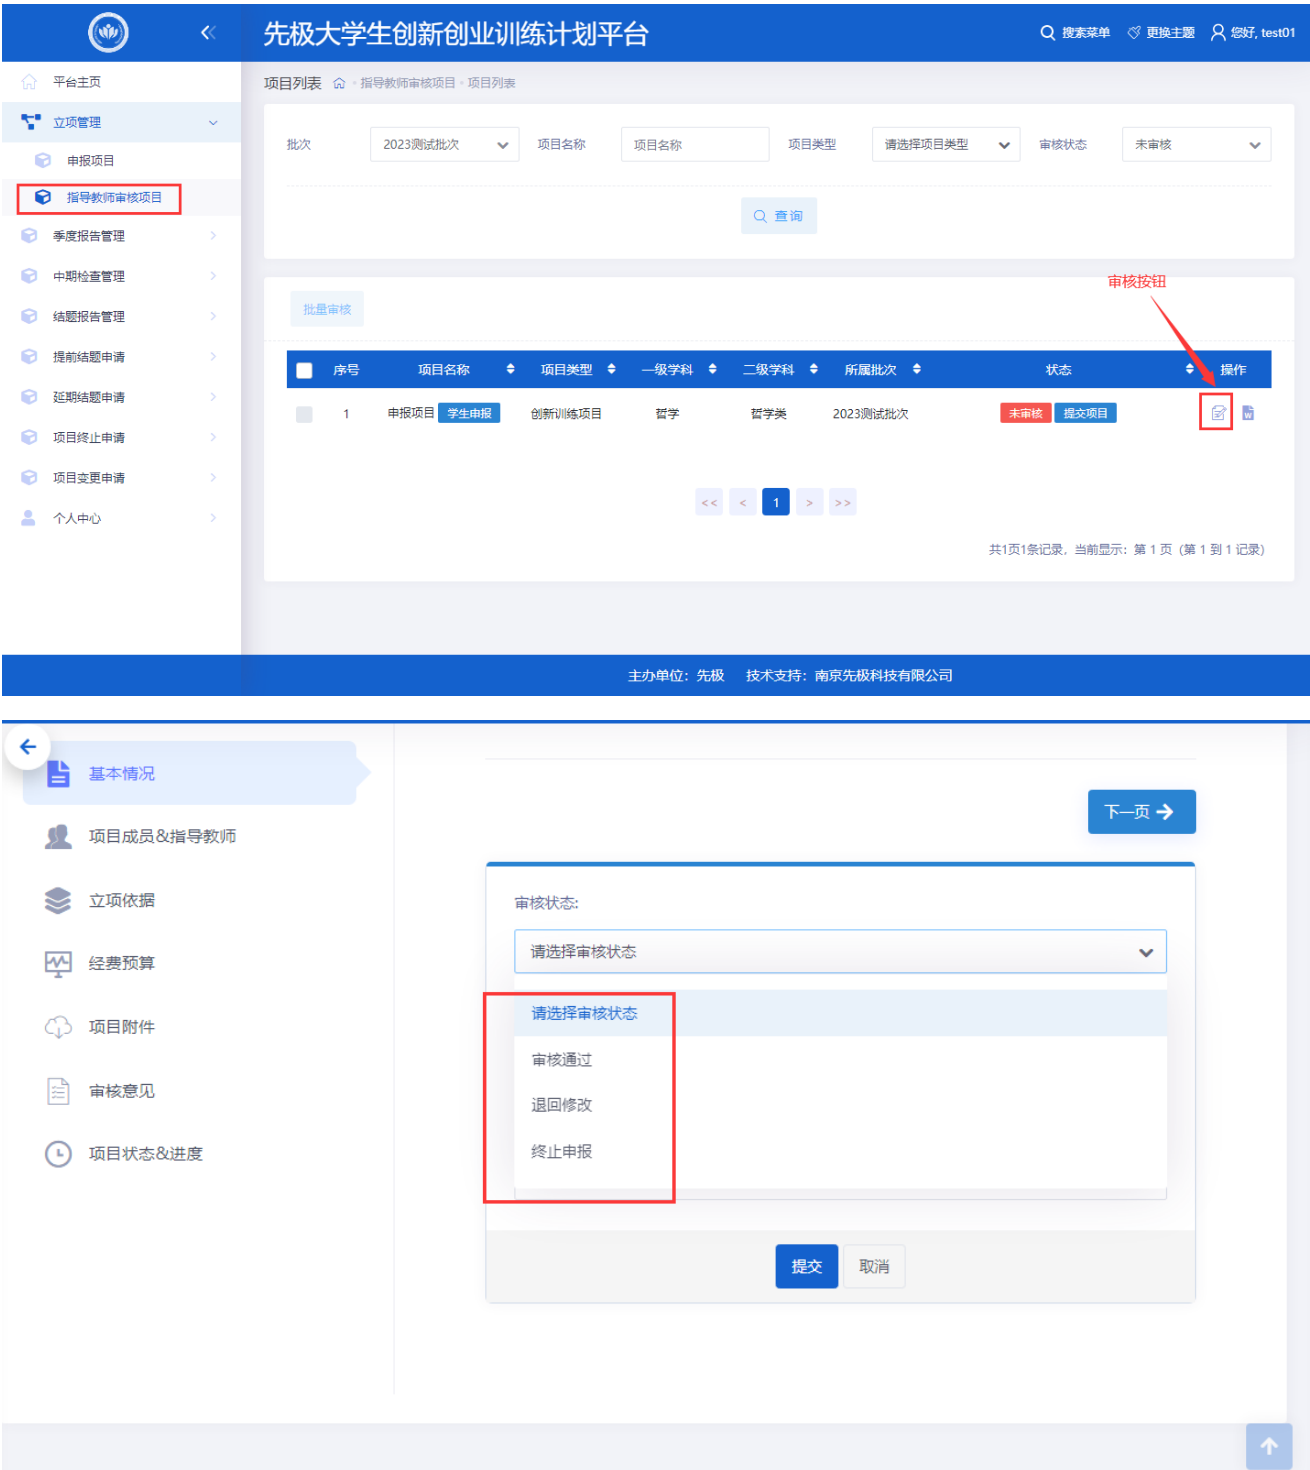 先极大学生创新创业训练计划平台
搜索菜单 更换主题 您好, test01
平台主页
立项管理
申报项目
指导教师审核项目
季度报告管理
中期检查管理
结题报告管理
提前结题申请
延期结题申请
项目终止申请
项目变更申请
个人中心
项目列表 · 指导教师审核项目 · 项目列表
批次 2023测试批次 项目名称 项目名称 项目类型 请选择项目类型 审核状态 未审核
查询
审核按钮
批量审核
序号 项目名称 项目类型 一级学科 二级学科 所属批次 状态 操作
1 申报项目 学生申报 创新训练项目 哲学 哲学类 2023测试批次 未审核 提交项目
<< < 1 > >>
共1页1条记录, 当前显示: 第 1 页 (第 1 到 1 记录)
主办单位: 先极 技术支持: 南京先极科技有限公司
基本情况
项目成员&指导教师
立项依据
经费预算
项目附件
审核意见
项目状态&进度
下一页
审核状态:
请选择审核状态
请选择审核状态
审核通过
退回修改
终止申报
提交 取消